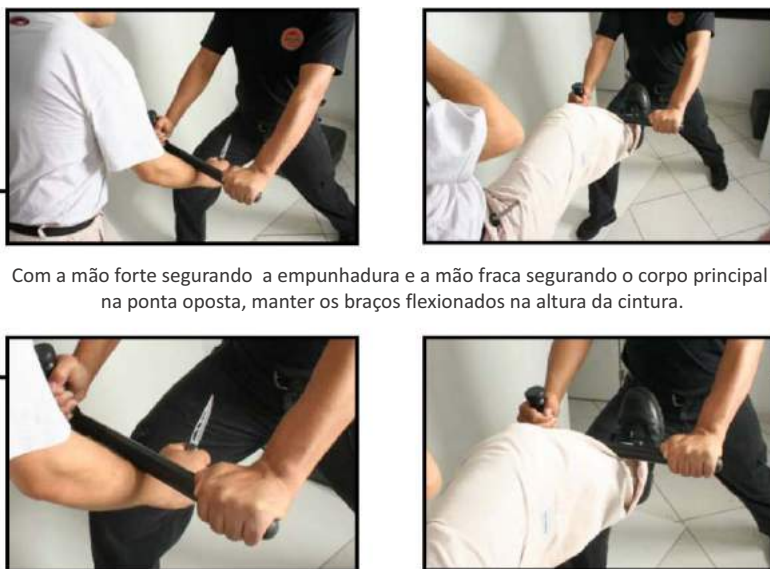 Com a mão forte segurando a empunhadura e a mão fraca segurando o corpo principal
na ponta oposta, manter os braços flexionados na altura da cintura.